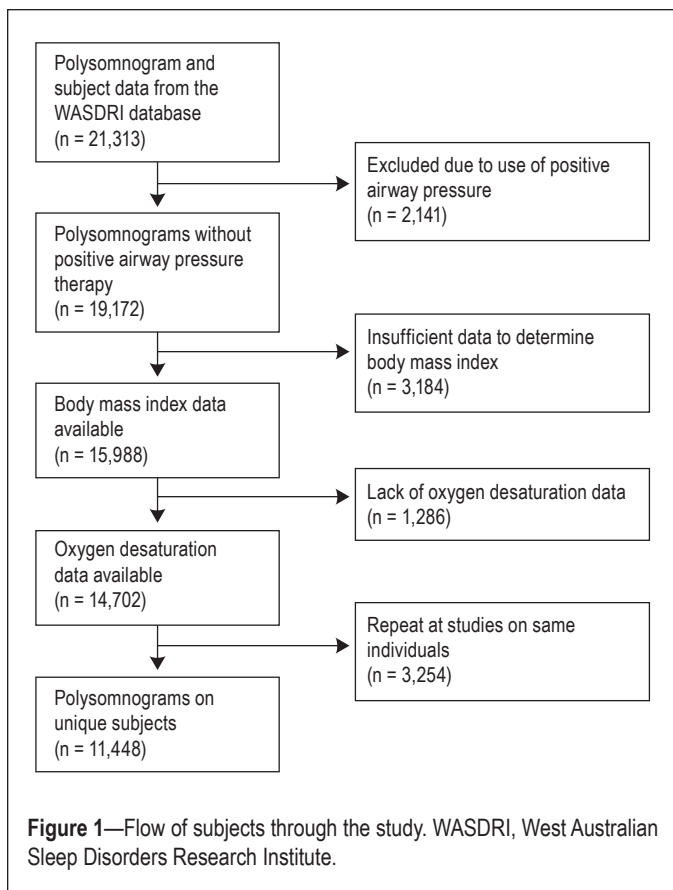 Polysomnogram and
subject data from the
WASDRI database
(n = 21,313)
Excluded due to use of positive
airway pressure
(n = 2,141)
Polysomnograms without
positive airway pressure
therapy
(n = 19,172)
Insufficient data to determine
body mass index
(n = 3,184)
Body mass index data
available
(n = 15,988)
Lack of oxygen desaturation data
(n = 1,286)
Oxygen desaturation
data available
(n = 14,702)
Repeat at studies on same
individuals
(n = 3,254)
Polysomnograms on
unique subjects
(n = 11,448)
Figure 1—Flow of subjects through the study. WASDRI, West Australian
Sleep Disorders Research Institute.